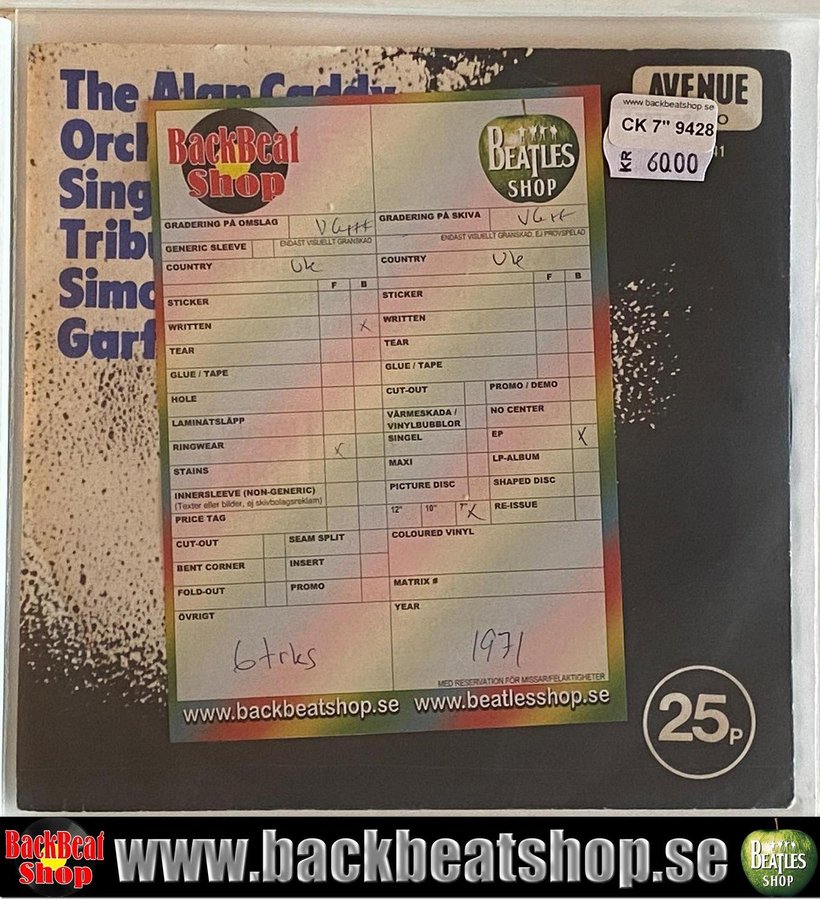 The Alan Caddy
Orch
Sing
Tribu
Simo
Garf
AVENUE
O
41
www.backbeatshop.se
CK 7" 9428
KR 60.00
BackBeat
Shop
BEATLES
SHOP
GRADERING PÅ OMSLAG VG+++
GENERIC SLEEVE ENDAST VISUELLT GRANSKAD
COUNTRY UK
F B
STICKER
WRITTEN X
TEAR
GLUE / TAPE
HOLE
LAMINATSLÄPP
RINGWEAR X
STAINS
INNERSLEEVE (NON-GENERIC)
(Texter eller bilder, ej skivbolagsreklam)
PRICE TAG
CUT-OUT SEAM SPLIT
BENT CORNER INSERT
FOLD-OUT PROMO
ÖVRIGT
6 trks
GRADERING PÅ SKIVA VG++
ENDAST VISUELLT GRANSKAD, EJ PROVSPELAD
COUNTRY UK
F B
STICKER
WRITTEN
TEAR
GLUE / TAPE
CUT-OUT PROMO / DEMO
VÄRMESKADA / NO CENTER
VINYLBUBBLOR
SINGEL EP X
MAXI LP-ALBUM
PICTURE DISC SHAPED DISC
12" 10" 7" X RE-ISSUE
COLOURED VINYL
MATRIX #
YEAR
1971
MED RESERVATION FÖR MISSAR/FELAKTIGHETER
www.backbeatshop.se www.beatlesshop.se
25P
BackBeat
Shop
www.backbeatshop.se
BEATLES
SHOP